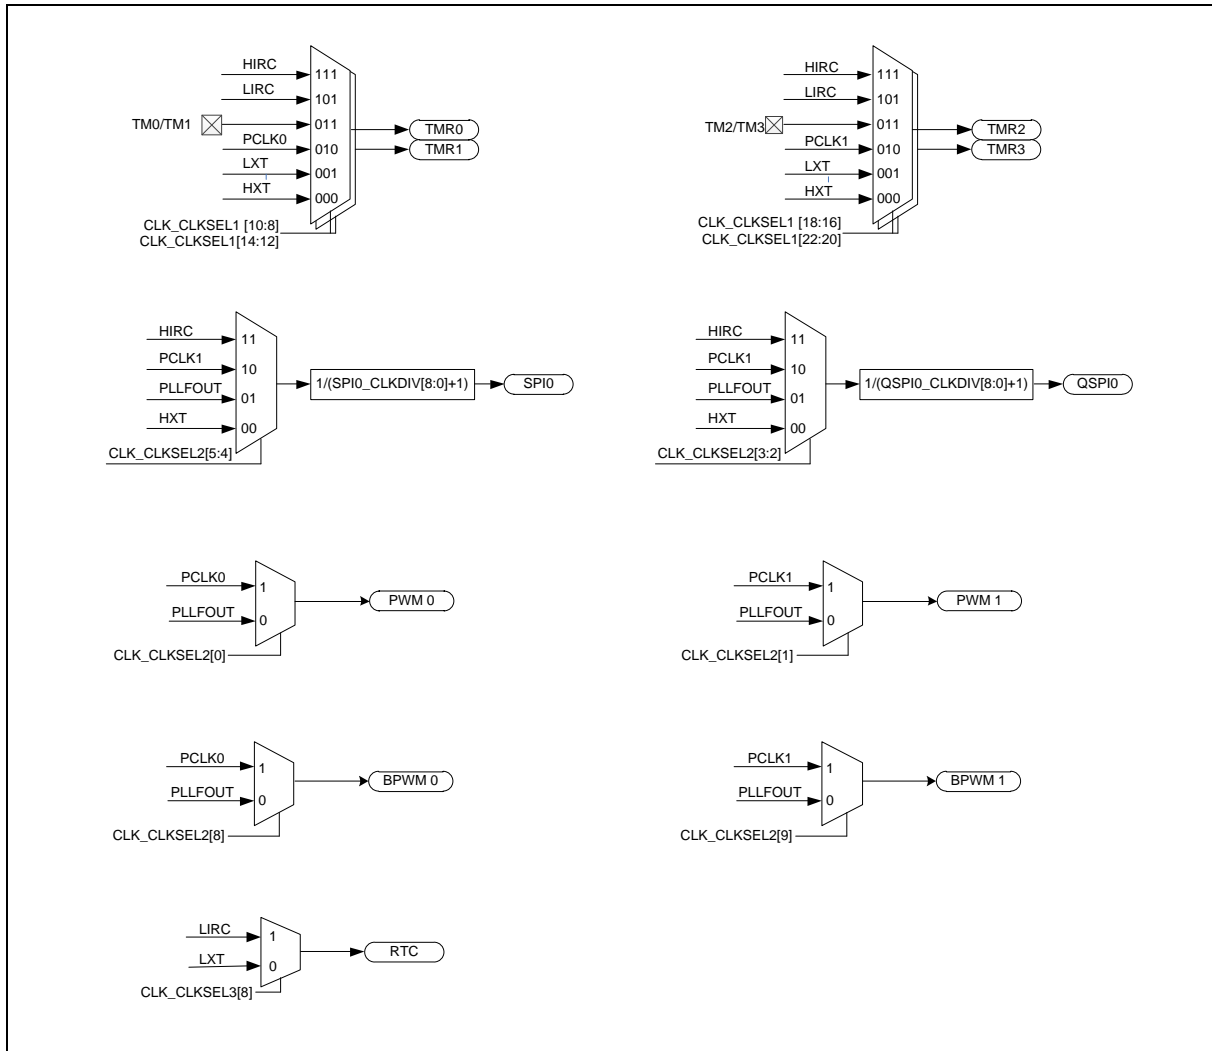 HIRC
111
LIRC
101
TM0/TM1
011
TMR0
PCLK0
010
TMR1
LXT
001
HXT
000
CLK_CLKSEL1 [10:8]
CLK_CLKSEL1[14:12]
HIRC
111
LIRC
101
TM2/TM3
011
TMR2
PCLK1
010
TMR3
LXT
001
HXT
000
CLK_CLKSEL1 [18:16]
CLK_CLKSEL1[22:20]
HIRC
11
PCLK1
10
1/(SPI0_CLKDIV[8:0]+1)
SPI0
PLLFOUT
01
HXT
00
CLK_CLKSEL2[5:4]
HIRC
11
PCLK1
10
1/(QSPI0_CLKDIV[8:0]+1)
QSPI0
PLLFOUT
01
HXT
00
CLK_CLKSEL2[3:2]
PCLK0
1
PWM 0
PLLFOUT
0
CLK_CLKSEL2[0]
PCLK1
1
PWM 1
PLLFOUT
0
CLK_CLKSEL2[1]
PCLK0
1
BPWM 0
PLLFOUT
0
CLK_CLKSEL2[8]
PCLK1
1
BPWM 1
PLLFOUT
0
CLK_CLKSEL2[9]
LIRC
1
RTC
LXT
0
CLK_CLKSEL3[8]